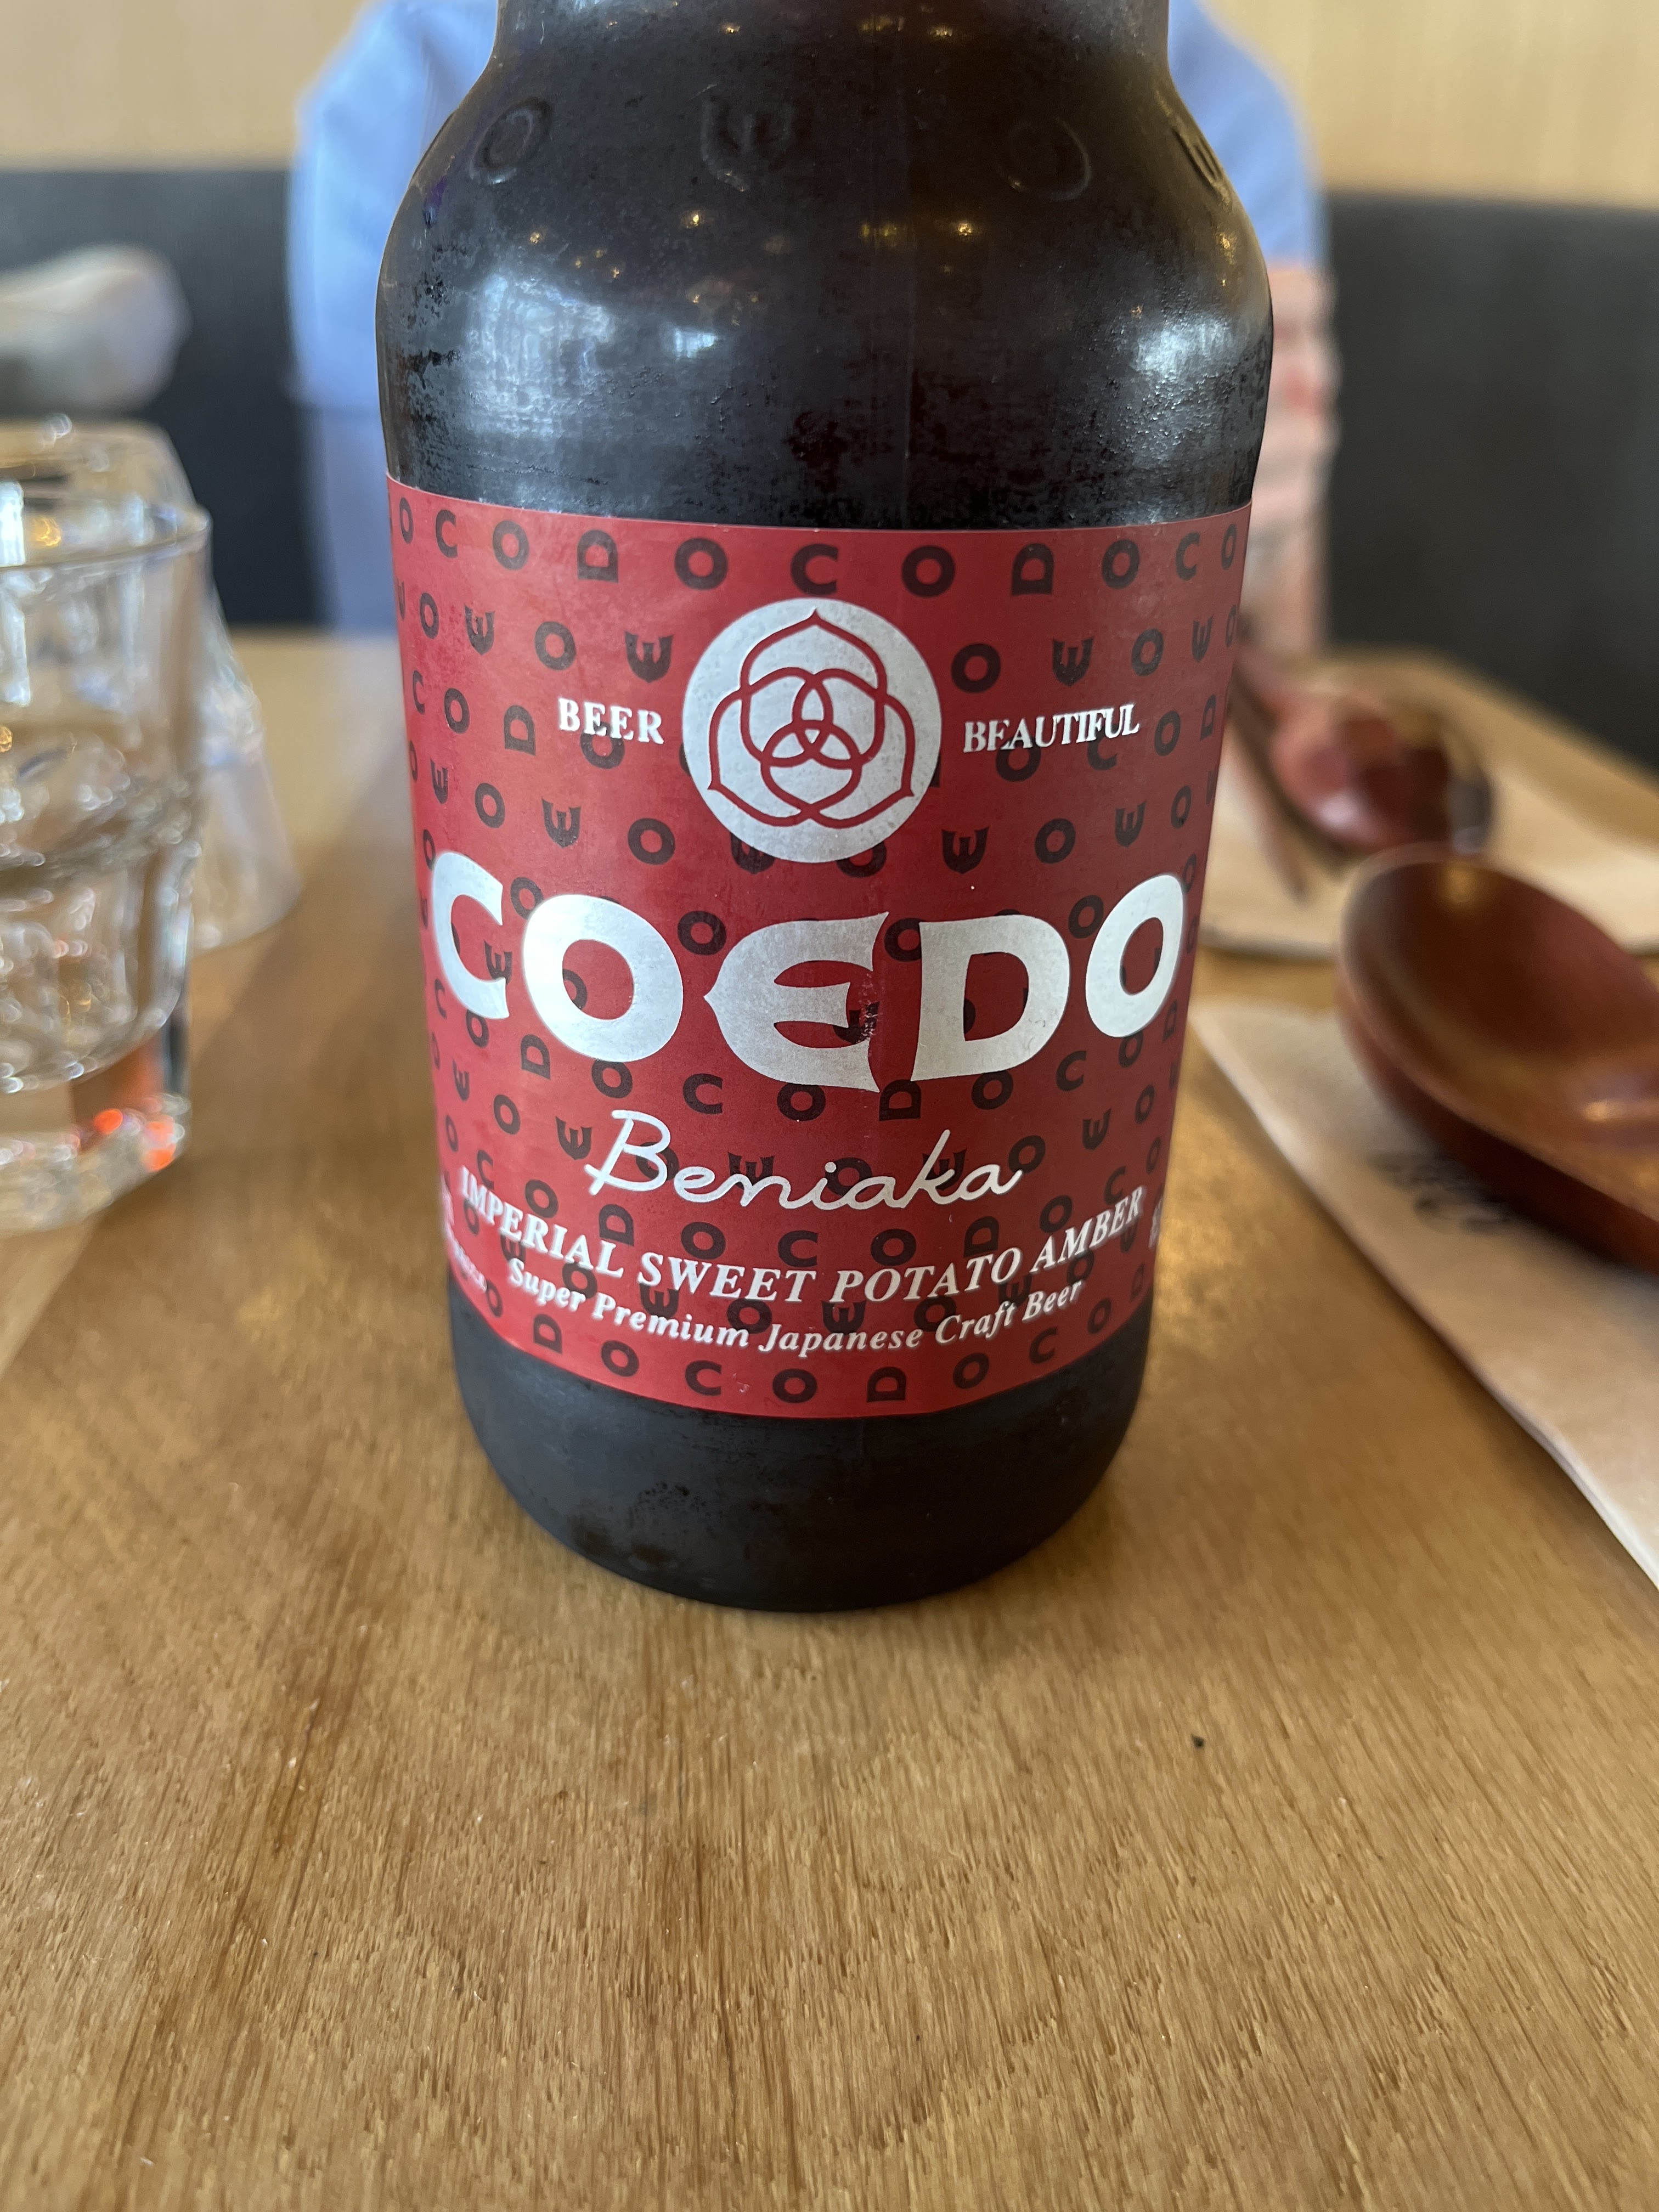 BEER BEAUTIFUL
COEDO
Beniaka
IMPERIAL SWEET POTATO AMBER
Super Premium Japanese Craft Beer